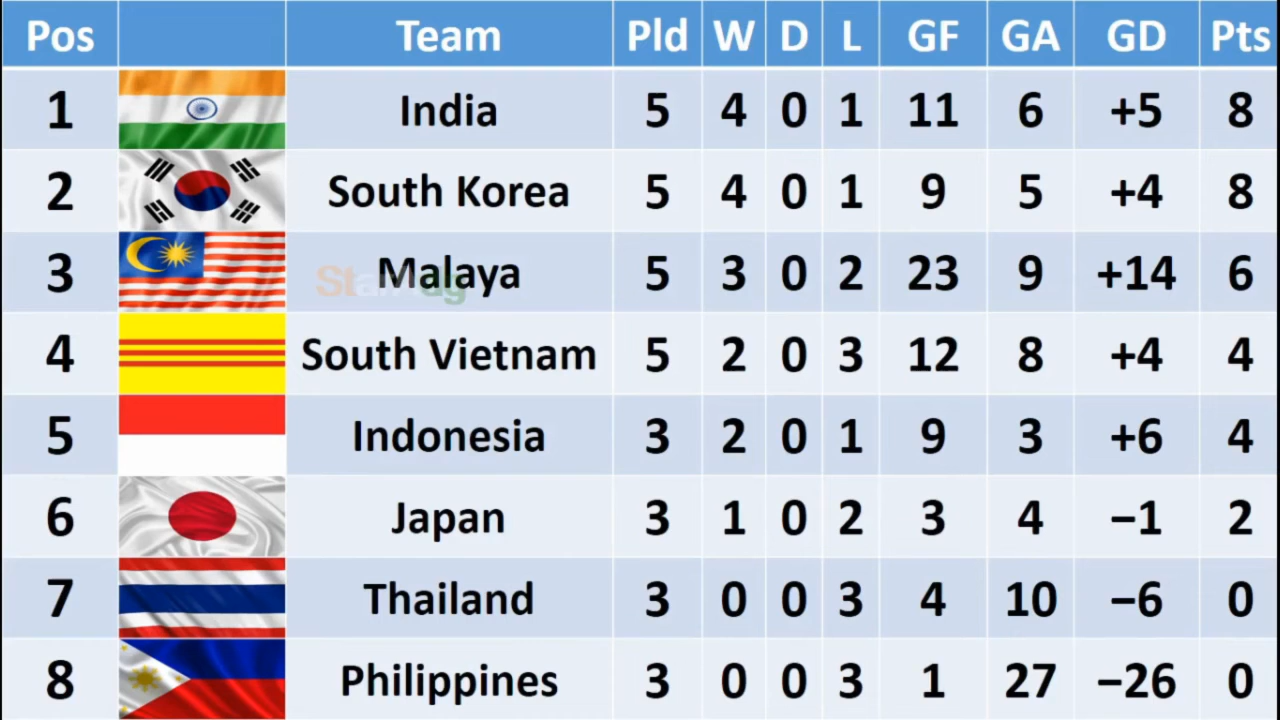 Pos Team Pld W D L GF GA GD Pts
1 India 5 4 0 1 11 6 +5 8
2 South Korea 5 4 0 1 9 5 +4 8
3 Malaya 5 3 0 2 23 9 +14 6
4 South Vietnam 5 2 0 3 12 8 +4 4
5 Indonesia 3 2 0 1 9 3 +6 4
6 Japan 3 1 0 2 3 4 −1 2
7 Thailand 3 0 0 3 4 10 −6 0
8 Philippines 3 0 0 3 1 27 −26 0